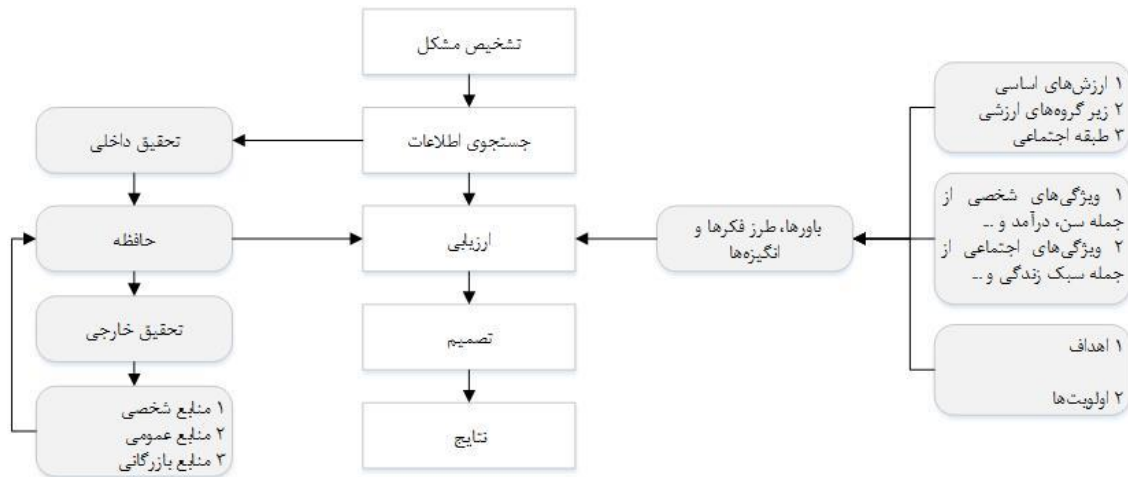 تشخیص مشکل
جستجوی اطلاعات
ارزیابی
تصمیم
نتایج
تحقیق داخلی
حافظه
تحقیق خارجی
۱ منابع شخصی
۲ منابع عمومی
۳ منابع بازرگانی
باورها، طرز فکرها و
انگیزه‌ها
۱ ارزش‌های اساسی
۲ زیر گروه‌های ارزشی
۳ طبقه اجتماعی
۱ ویژگی‌های شخصی از
جمله سن، درآمد و ...
۲ ویژگی‌های اجتماعی از
جمله سبک زندگی و ...
۱ اهداف
۲ اولویت‌ها